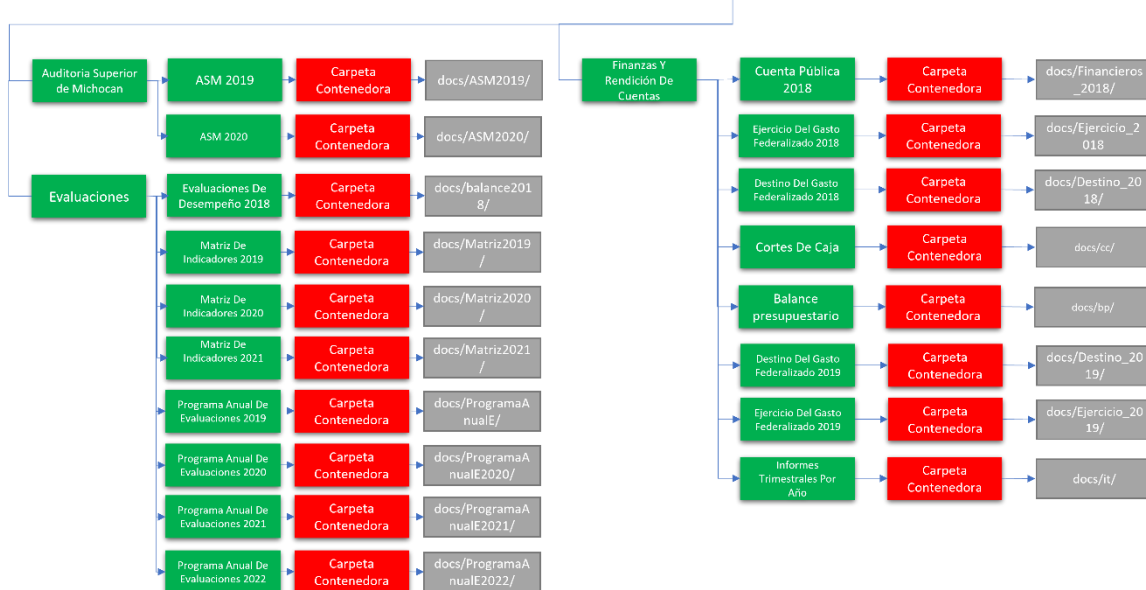 Auditoria Superior
de Michocan
ASM 2019
Carpeta
Contenedora
docs/ASM2019/
ASM 2020
Carpeta
Contenedora
docs/ASM2020/
Evaluaciones
Evaluaciones De
Desempeño 2018
Carpeta
Contenedora
docs/balance201
8/
Matriz De
Indicadores 2019
Carpeta
Contenedora
docs/Matriz2019
/
Matriz De
Indicadores 2020
Carpeta
Contenedora
docs/Matriz2020
/
Matriz De
Indicadores 2021
Carpeta
Contenedora
docs/Matriz2021
/
Programa Anual De
Evaluaciones 2019
Carpeta
Contenedora
docs/ProgramaA
nualE/
Programa Anual De
Evaluaciones 2020
Carpeta
Contenedora
docs/ProgramaA
nualE2020/
Programa Anual De
Evaluaciones 2021
Carpeta
Contenedora
docs/ProgramaA
nualE2021/
Programa Anual De
Evaluaciones 2022
Carpeta
Contenedora
docs/ProgramaA
nualE2022/
Finanzas Y
Rendición De
Cuentas
Cuenta Pública
2018
Carpeta
Contenedora
docs/Financieros
_2018/
Ejercicio Del Gasto
Federalizado 2018
Carpeta
Contenedora
docs/Ejercicio_2
018
Destino Del Gasto
Federalizado 2018
Carpeta
Contenedora
docs/Destino_20
18/
Cortes De Caja
Carpeta
Contenedora
docs/cc/
Balance
presupuestario
Carpeta
Contenedora
docs/bp/
Destino Del Gasto
Federalizado 2019
Carpeta
Contenedora
docs/Destino_20
19/
Ejercicio Del Gasto
Federalizado 2019
Carpeta
Contenedora
docs/Ejercicio_20
19/
Informes
Trimestrales Por
Año
Carpeta
Contenedora
docs/it/